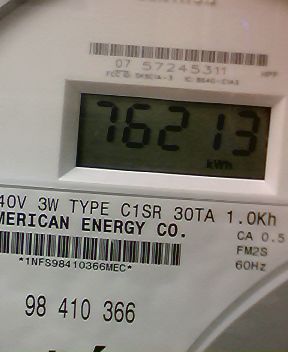 07 57245311
76213
kWh
40V 3W TYPE C1SR 30TA 1.0Kh
MERICAN ENERGY CO.
CA 0.5
FM2S
60Hz
*1NFS98410366MEC*
98 410 366